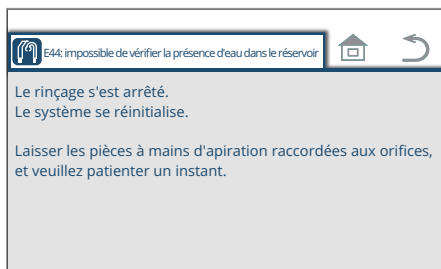 E44: impossible de vérifier la présence d'eau dans le réservoir
Le rinçage s'est arrêté.
Le système se réinitialise.
Laisser les pièces à mains d'apiration raccordées aux orifices,
et veuillez patienter un instant.